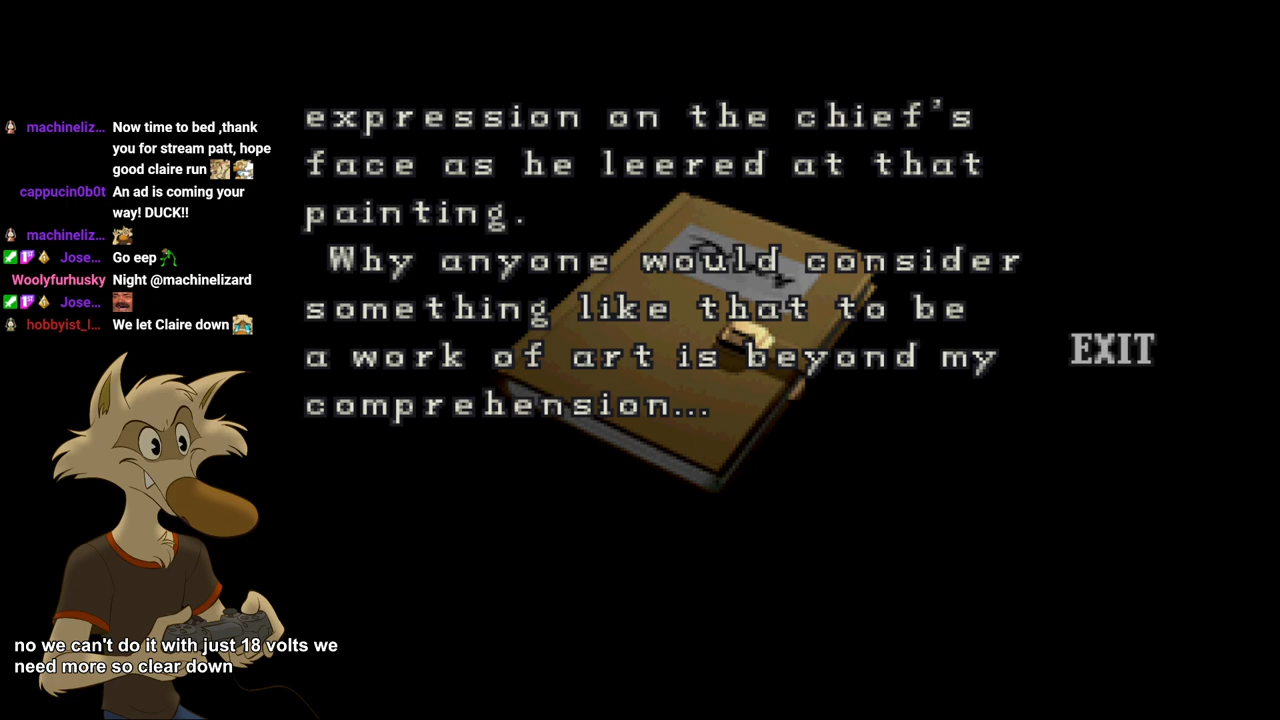 machineliz... Now time to bed ,thank
you for stream patt, hope
good claire run
cappucin0b0t An ad is coming your
way! DUCK!!
machineliz...
Jose... Go eep
Woolyfurhusky Night @machinelizard
Jose...
hobbyist_l... We let Claire down
expression on the chief's
face as he leered at that
painting.
Why anyone would consider
something like that to be
a work of art is beyond my
comprehension...
Diary
EXIT
no we can't do it with just 18 volts we
need more so clear down